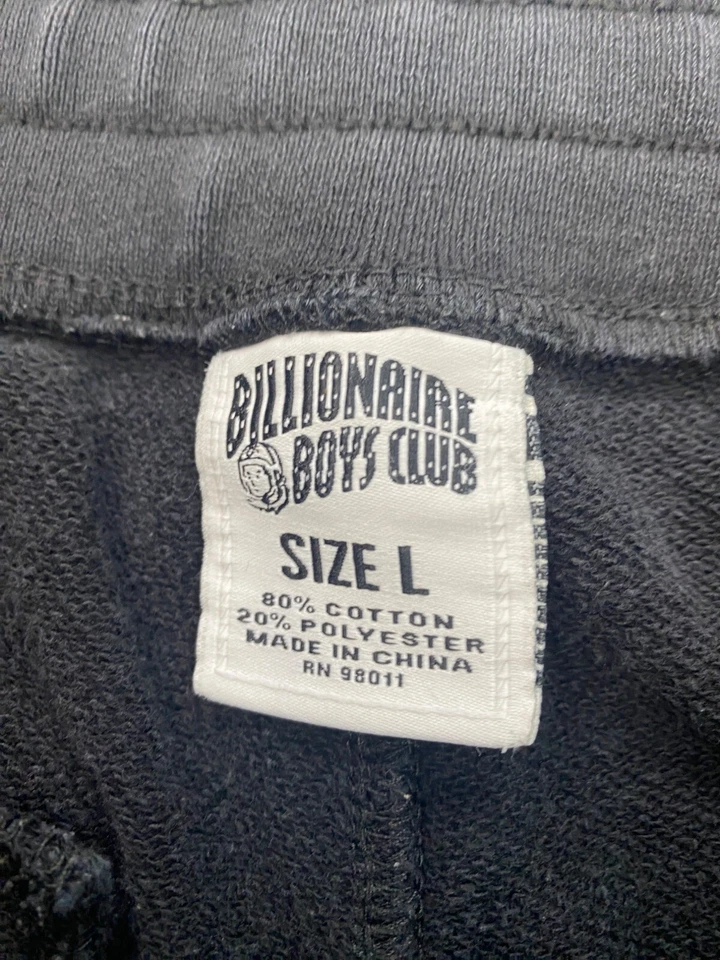 BILLIONAIRE
BOYS CLUB
SIZE L
80% COTTON
20% POLYESTER
MADE IN CHINA
RN 98011